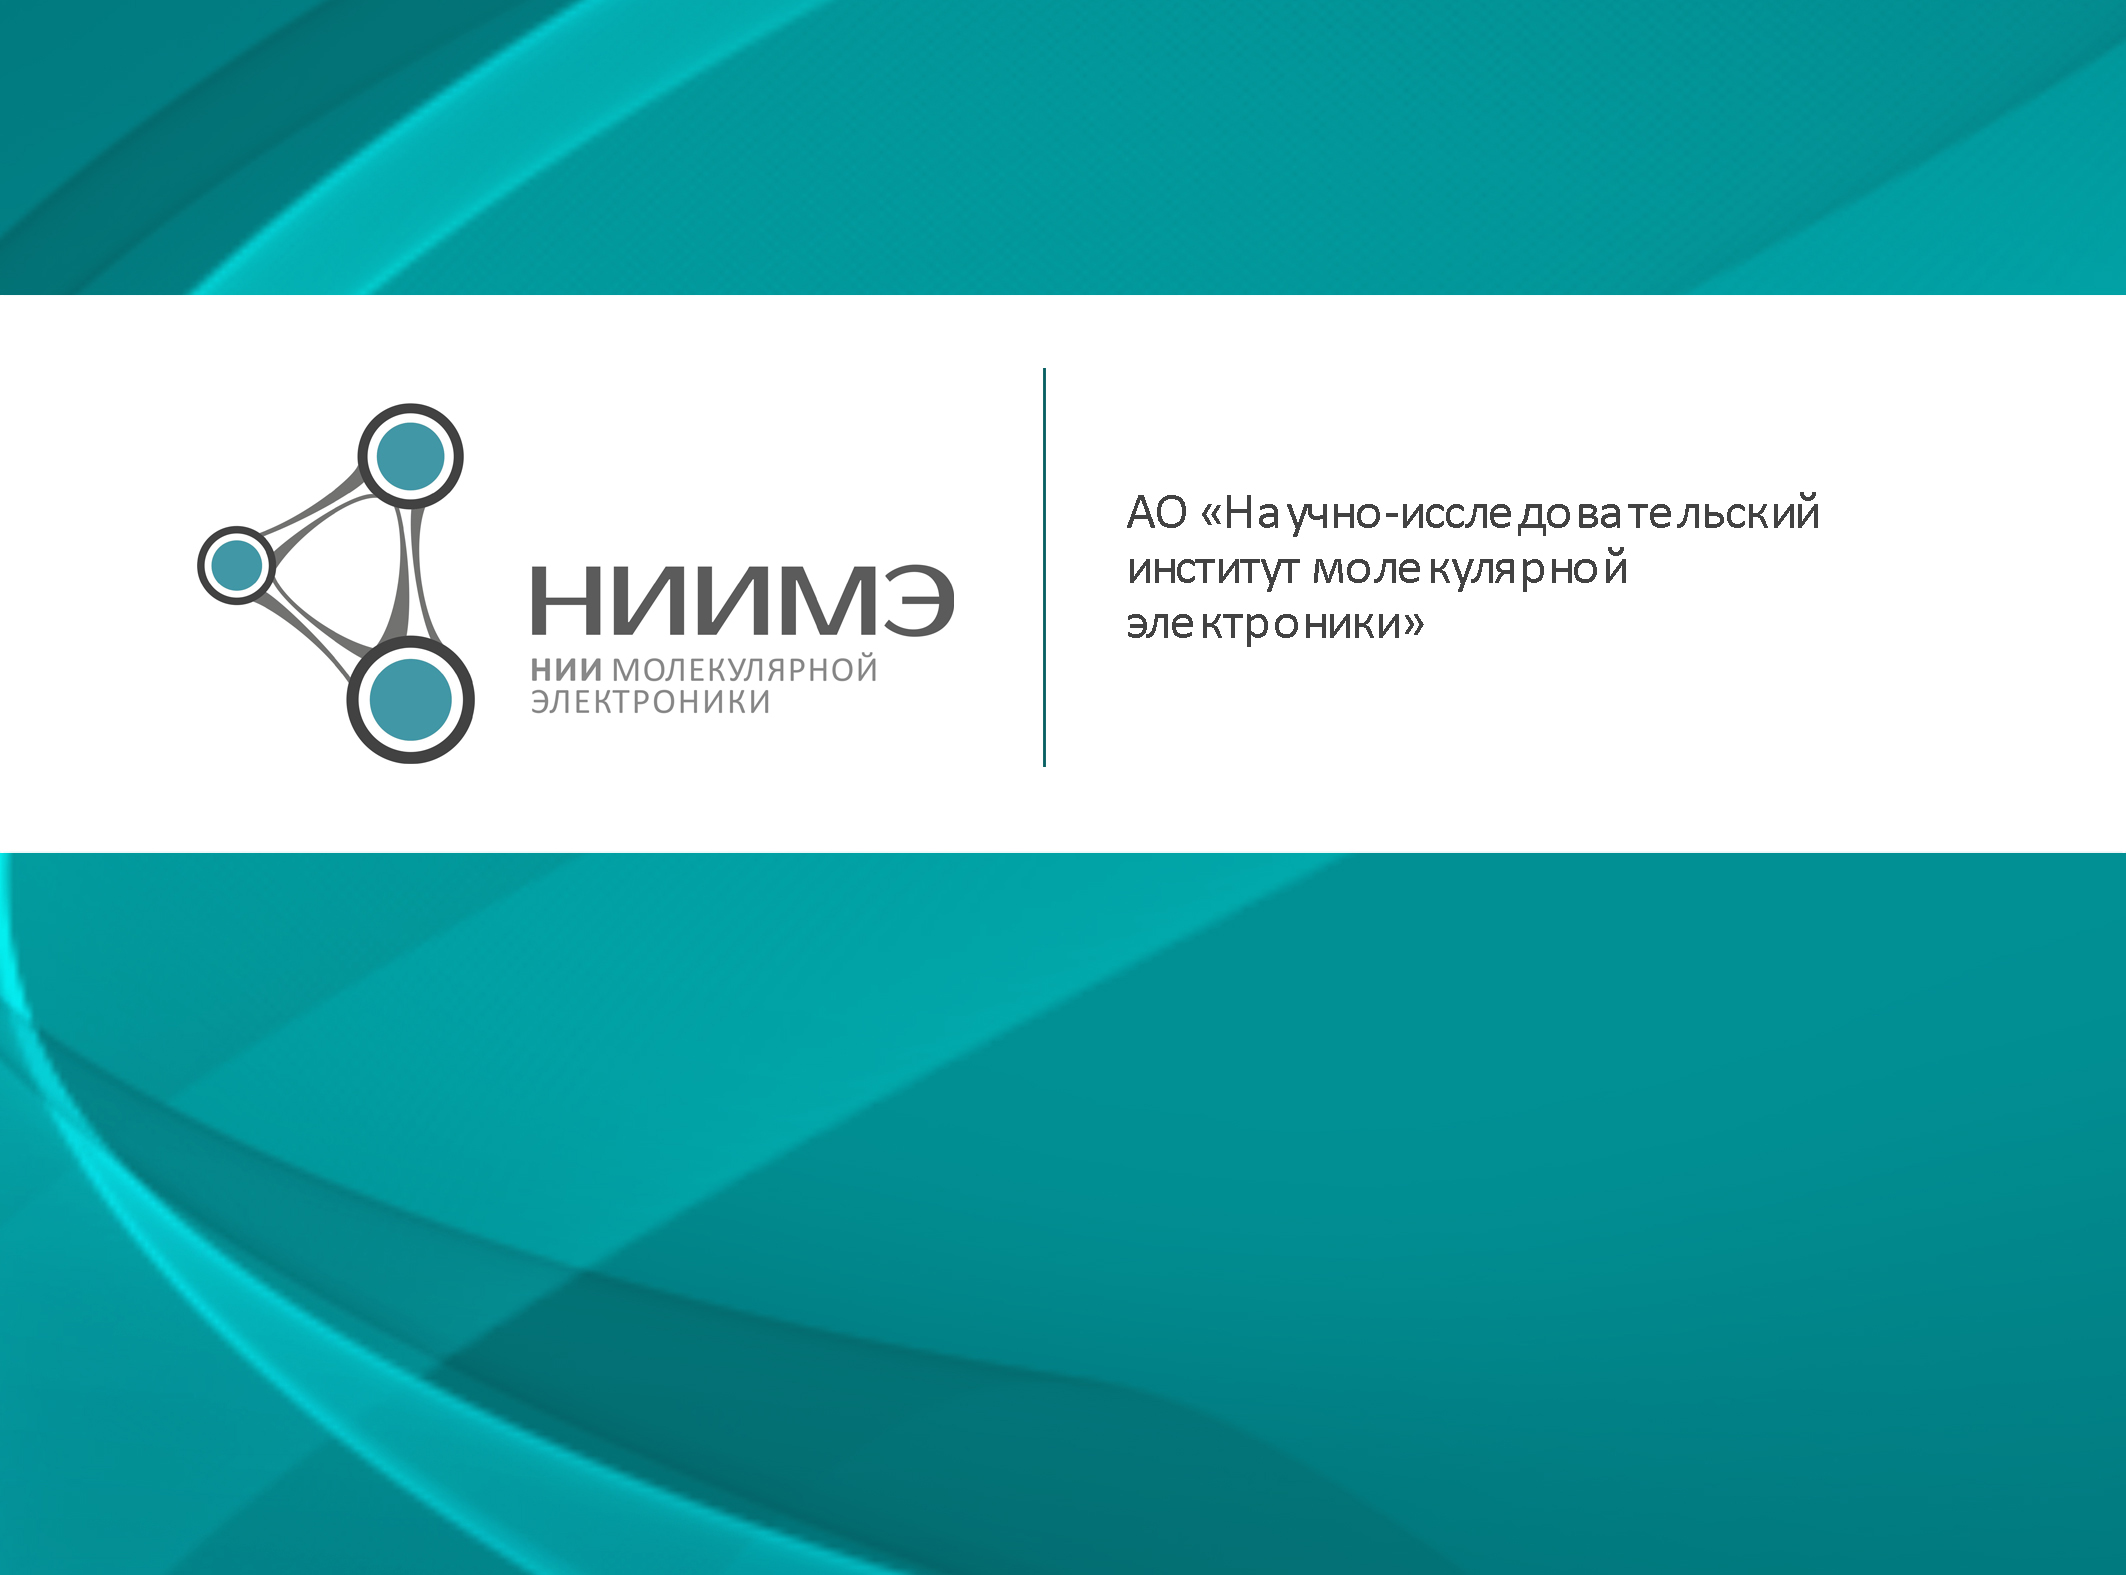 НИИМЭ
НИИ МОЛЕКУЛЯРНОЙ
ЭЛЕКТРОНИКИ
АО «Научно-исследовательский
институт молекулярной
электроники»